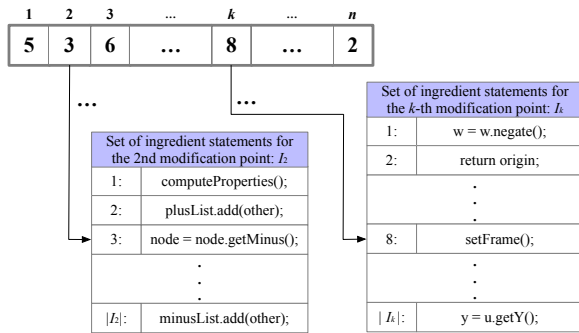 1 2 3 ... k ... n
5 3 6 ... 8 ... 2
... ...
Set of ingredient statements for
the k-th modification point: Ik
1: w = w.negate();
2: return origin;
.
.
.
8: setFrame();
.
.
.
| Ik|: y = u.getY();
Set of ingredient statements for
the 2nd modification point: I2
1: computeProperties();
2: plusList.add(other);
3: node = node.getMinus();
.
.
.
|I2|: minusList.add(other);